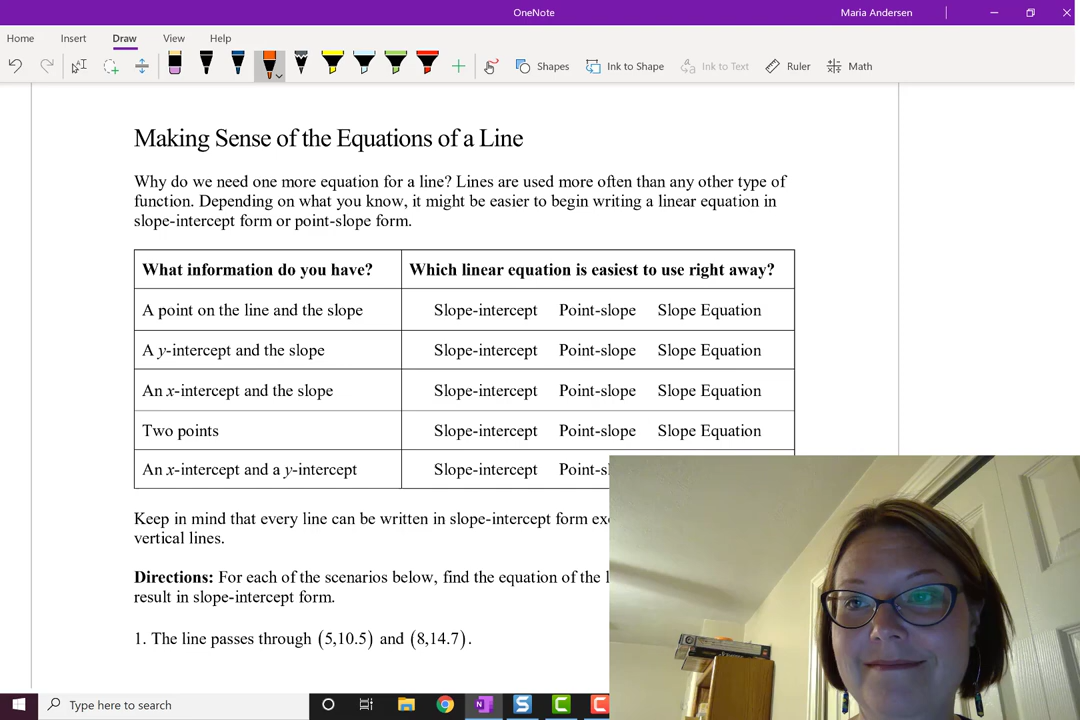 OneNote
Maria Andersen
Home Insert Draw View Help
Shapes Ink to Shape Ink to Text Ruler Math
Making Sense of the Equations of a Line
Why do we need one more equation for a line? Lines are used more often than any other type of
function. Depending on what you know, it might be easier to begin writing a linear equation in
slope-intercept form or point-slope form.
What information do you have? Which linear equation is easiest to use right away?
A point on the line and the slope Slope-intercept Point-slope Slope Equation
A y-intercept and the slope Slope-intercept Point-slope Slope Equation
An x-intercept and the slope Slope-intercept Point-slope Slope Equation
Two points Slope-intercept Point-slope Slope Equation
An x-intercept and a y-intercept Slope-intercept
Keep in mind that every line can be written in slope-intercept form
vertical lines.
Directions: For each of the scenarios below, find the equation of the
result in slope-intercept form.
1. The line passes through (5,10.5) and (8,14.7).
Type here to search